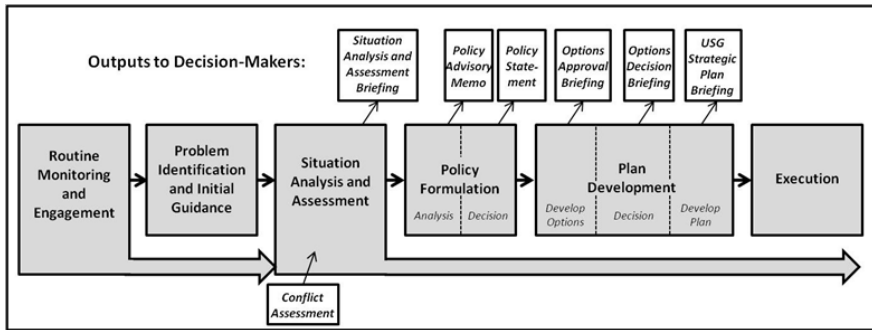 Outputs to Decision-Makers:
Situation
Analysis and
Assessment
Briefing
Policy
Advisory
Memo
Policy
State-
ment
Options
Approval
Briefing
Options
Decision
Briefing
USG
Strategic
Plan
Briefing
Routine
Monitoring
and
Engagement
Problem
Identification
and Initial
Guidance
Situation
Analysis and
Assessment
Policy
Formulation
Analysis
Decision
Plan
Development
Develop
Options
Decision
Develop
Plan
Execution
Conflict
Assessment